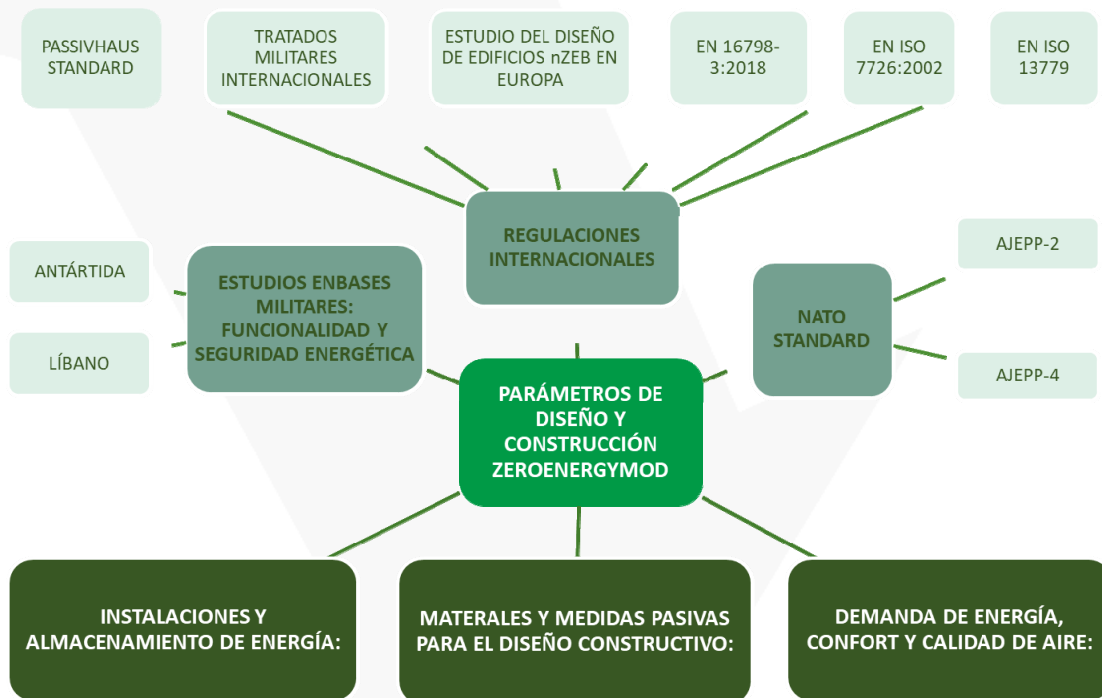 PASSIVHAUS
STANDARD
TRATADOS
MILITARES
INTERNACIONALES
ESTUDIO DEL DISEÑO
DE EDIFICIOS nZEB EN
EUROPA
EN 16798-
3:2018
EN ISO
7726:2002
EN ISO
13779
REGULACIONES
INTERNACIONALES
ANTÁRTIDA
LÍBANO
ESTUDIOS ENBASES
MILITARES:
FUNCIONALIDAD Y
SEGURIDAD ENERGÉTICA
NATO
STANDARD
AJEPP-2
AJEPP-4
PARÁMETROS DE
DISEÑO Y
CONSTRUCCIÓN
ZEROENERGYMOD
INSTALACIONES Y
ALMACENAMIENTO DE ENERGÍA:
MATERALES Y MEDIDAS PASIVAS
PARA EL DISEÑO CONSTRUCTIVO:
DEMANDA DE ENERGÍA,
CONFORT Y CALIDAD DE AIRE: